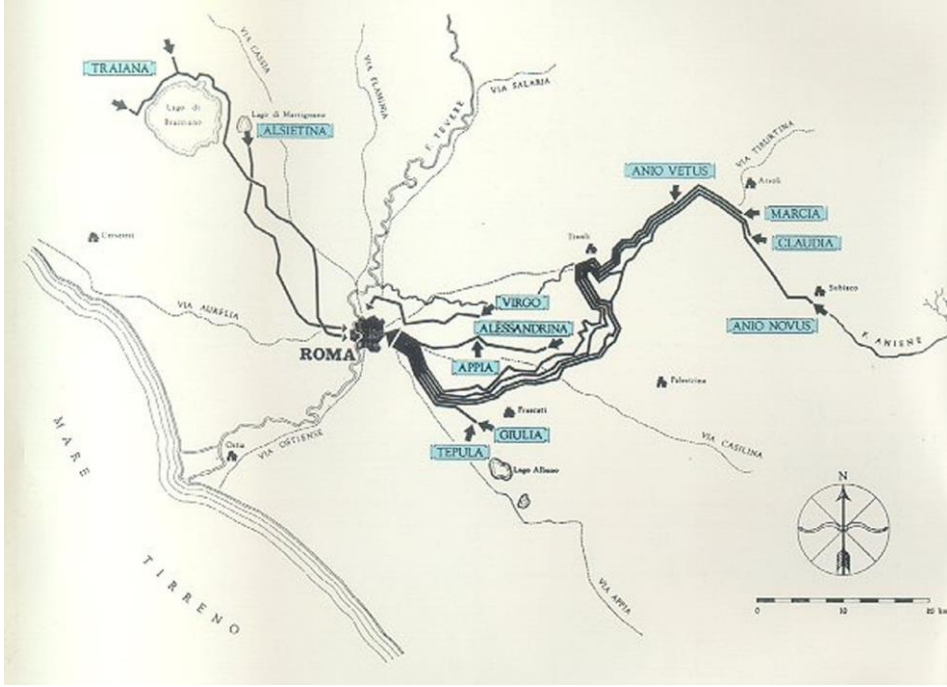 VIA CASSIA
VIA FLAMINIA
F. TEVERE
VIA SALARIA
TRAIANA
Lago di
Bracciano
Lago di Martignano
ALSIETINA
VIA TIBURTINA
ANIO VETUS
Arsoli
MARCIA
CLAUDIA
Cerveteri
Tivoli
Subiaco
VIA AURELIA
VIRGO
ANIO NOVUS
ALESSANDRINA
F. ANIENE
ROMA
APPIA
Palestrina
Frascati
GIULIA
TEPULA
VIA CASILINA
Ostia
VIA OSTIENSE
Lago Albano
MARE
TIRRENO
VIA APPIA
N
0 10 20 km